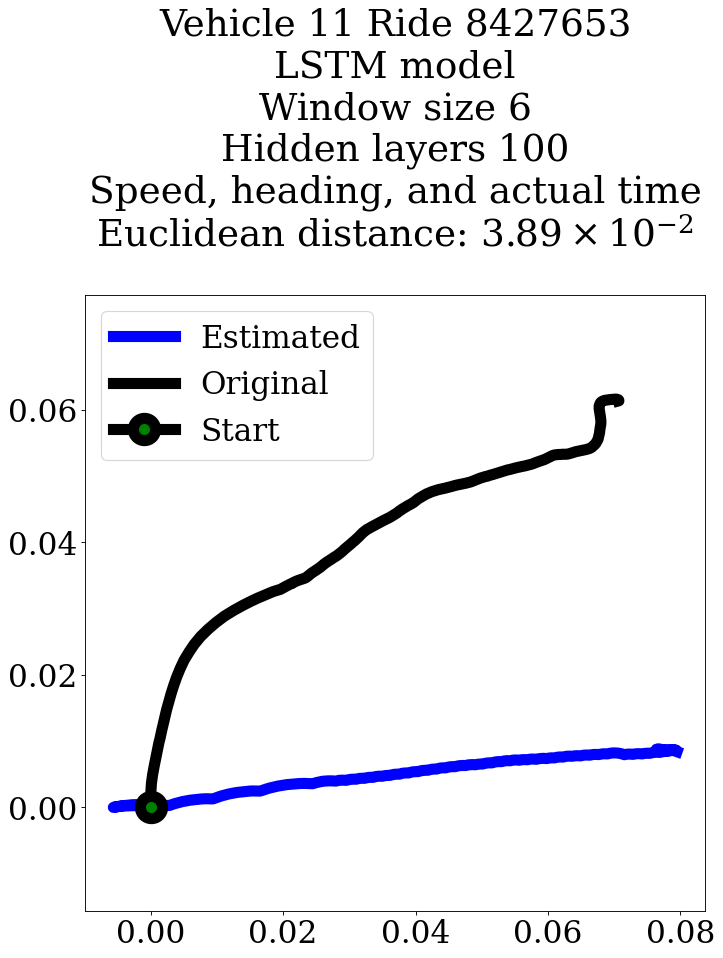 Vehicle 11 Ride 8427653
LSTM model
Window size 6
Hidden layers 100
Speed, heading, and actual time
Euclidean distance: 3.89 × 10⁻²
Estimated
Original
Start
0.06
0.04
0.02
0.00
0.00 0.02 0.04 0.06 0.08